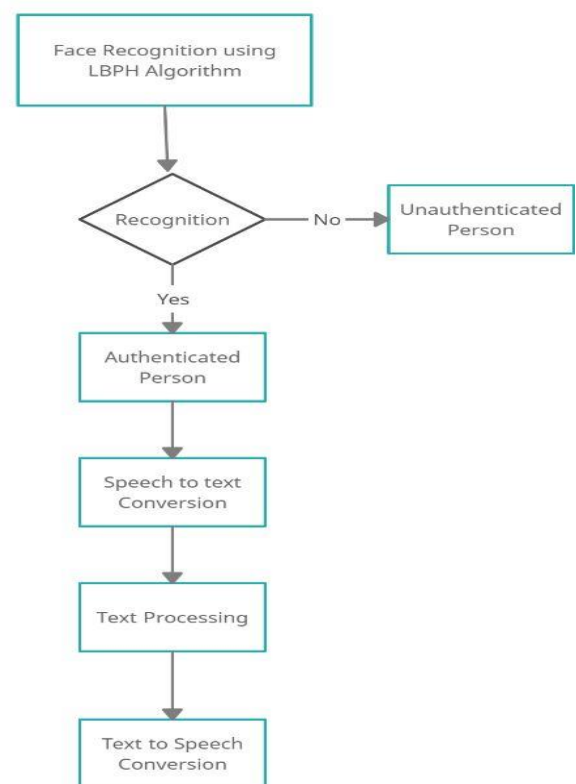 Face Recognition using
LBPH Algorithm
Recognition
No
Unauthenticated
Person
Yes
Authenticated
Person
Speech to text
Conversion
Text Processing
Text to Speech
Conversion